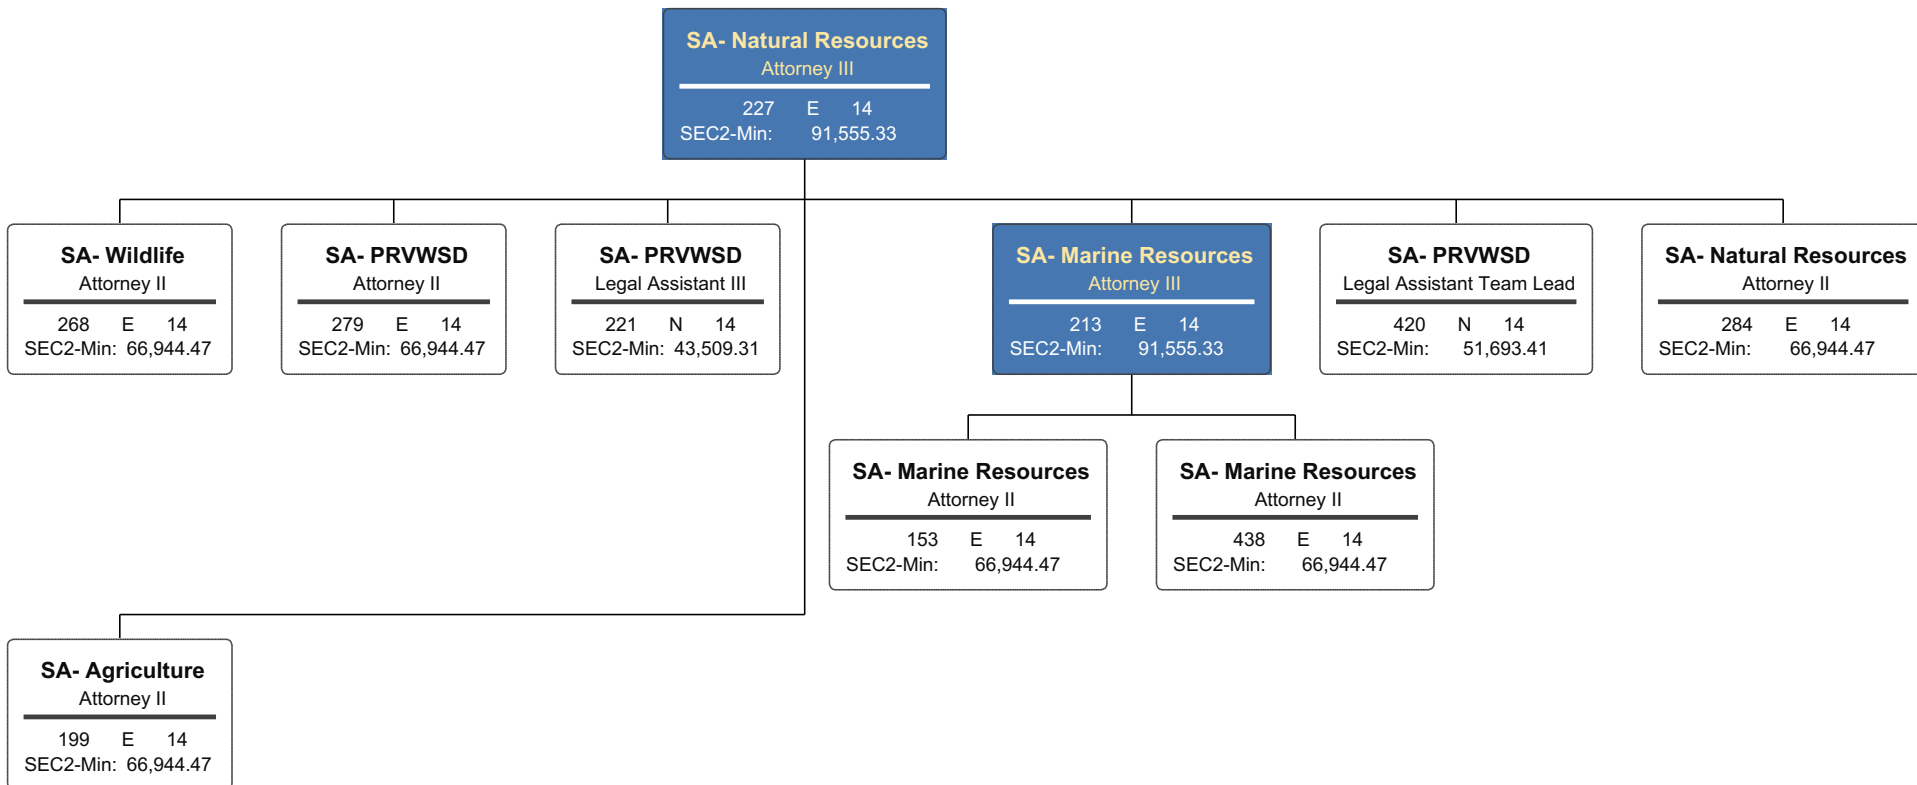 SA- Natural Resources
Attorney III
227 E 14
SEC2-Min: 91,555.33
SA- Wildlife
Attorney II
268 E 14
SEC2-Min: 66,944.47
SA- PRVWSD
Attorney II
279 E 14
SEC2-Min: 66,944.47
SA- PRVWSD
Legal Assistant III
221 N 14
SEC2-Min: 43,509.31
SA- Marine Resources
Attorney III
213 E 14
SEC2-Min: 91,555.33
SA- PRVWSD
Legal Assistant Team Lead
420 N 14
SEC2-Min: 51,693.41
SA- Natural Resources
Attorney II
284 E 14
SEC2-Min: 66,944.47
SA- Marine Resources
Attorney II
153 E 14
SEC2-Min: 66,944.47
SA- Marine Resources
Attorney II
438 E 14
SEC2-Min: 66,944.47
SA- Agriculture
Attorney II
199 E 14
SEC2-Min: 66,944.47